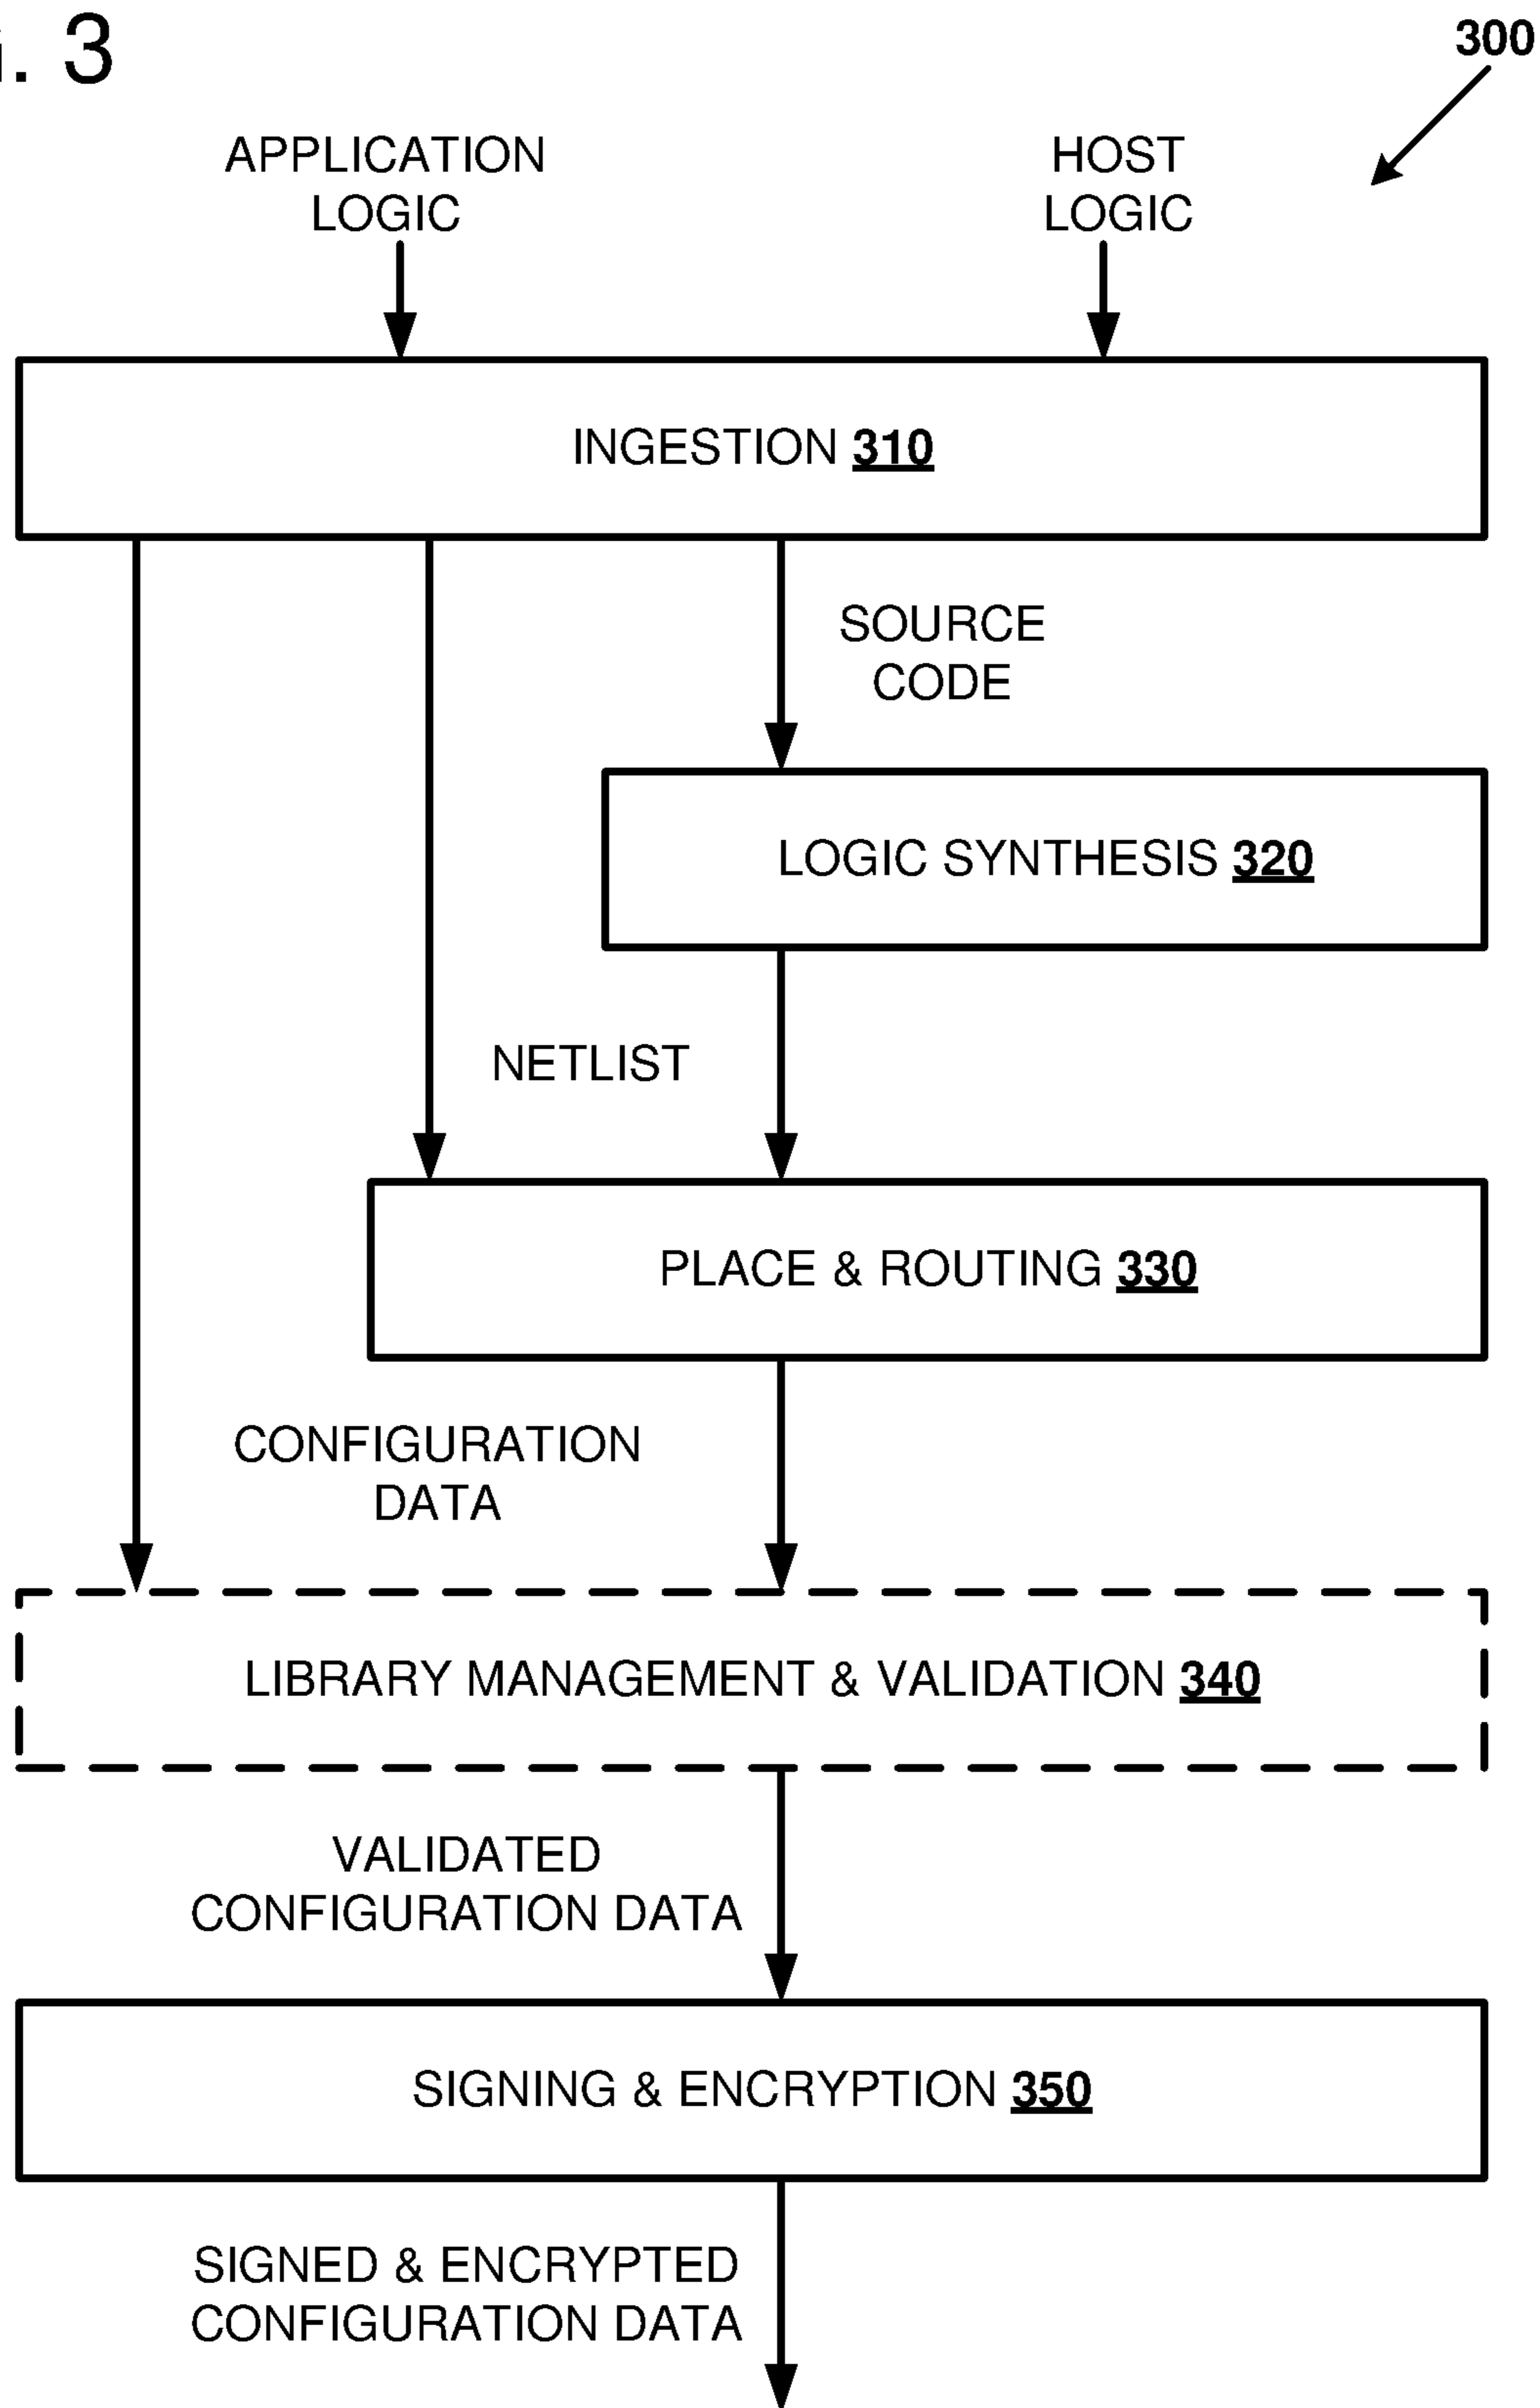 . 3
300
APPLICATION
LOGIC
HOST
LOGIC
INGESTION 310
SOURCE
CODE
LOGIC SYNTHESIS 320
NETLIST
PLACE & ROUTING 330
CONFIGURATION
DATA
LIBRARY MANAGEMENT & VALIDATION 340
VALIDATED
CONFIGURATION DATA
SIGNING & ENCRYPTION 350
SIGNED & ENCRYPTED
CONFIGURATION DATA